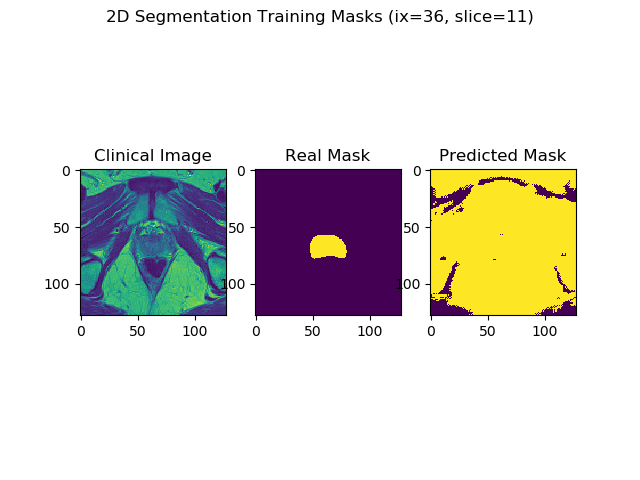 2D Segmentation Training Masks (ix=36, slice=11)
Clinical Image Real Mask Predicted Mask
0 0 0
50 50 50
100 100 100
0 50 100 0 50 100 0 50 100